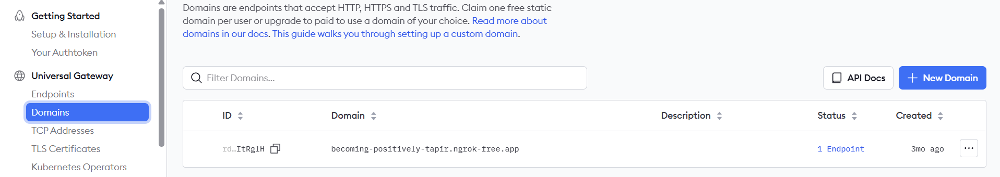 Getting Started
Setup & Installation
Your Authtoken
Universal Gateway
Endpoints
Domains
TCP Addresses
TLS Certificates
Kubernetes Operators
Domains are endpoints that accept HTTP, HTTPS and TLS traffic. Claim one free static
domain per user or upgrade to paid to use a domain of your choice. Read more about
domains in our docs. This guide walks you through setting up a custom domain.
Filter Domains...
API Docs
New Domain
ID Domain Description Status Created
rd…ItRglH becoming-positively-tapir.ngrok-free.app 1 Endpoint 3mo ago